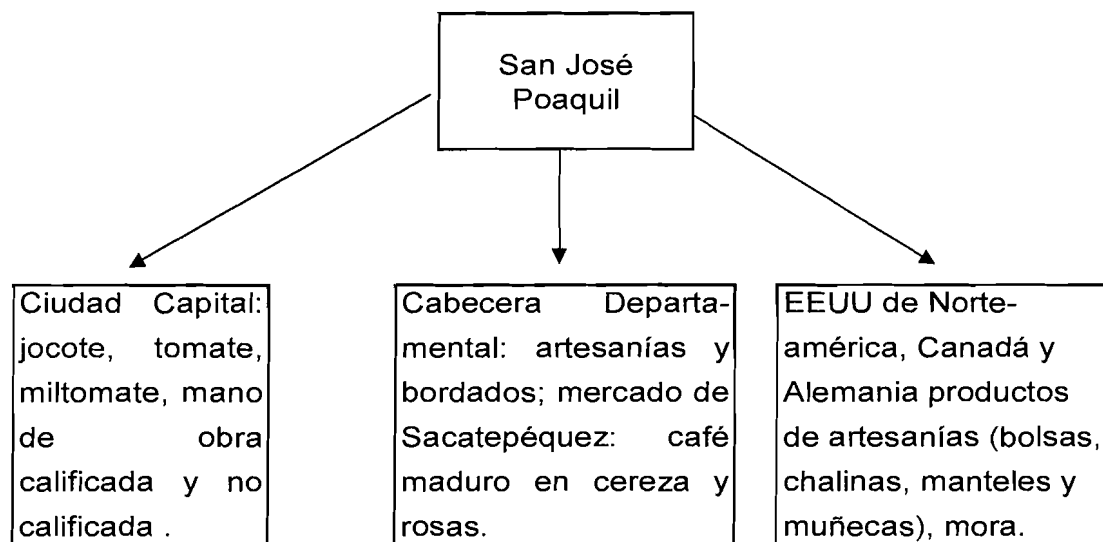 San José
Poaquil
Ciudad Capital:
jocote, tomate,
miltomate, mano
de obra
calificada y no
calificada .
Cabecera Departa-
mental: artesanías y
bordados; mercado de
Sacatepéquez: café
maduro en cereza y
rosas.
EEUU de Norte-
américa, Canadá y
Alemania productos
de artesanías (bolsas,
chalinas, manteles y
muñecas), mora.